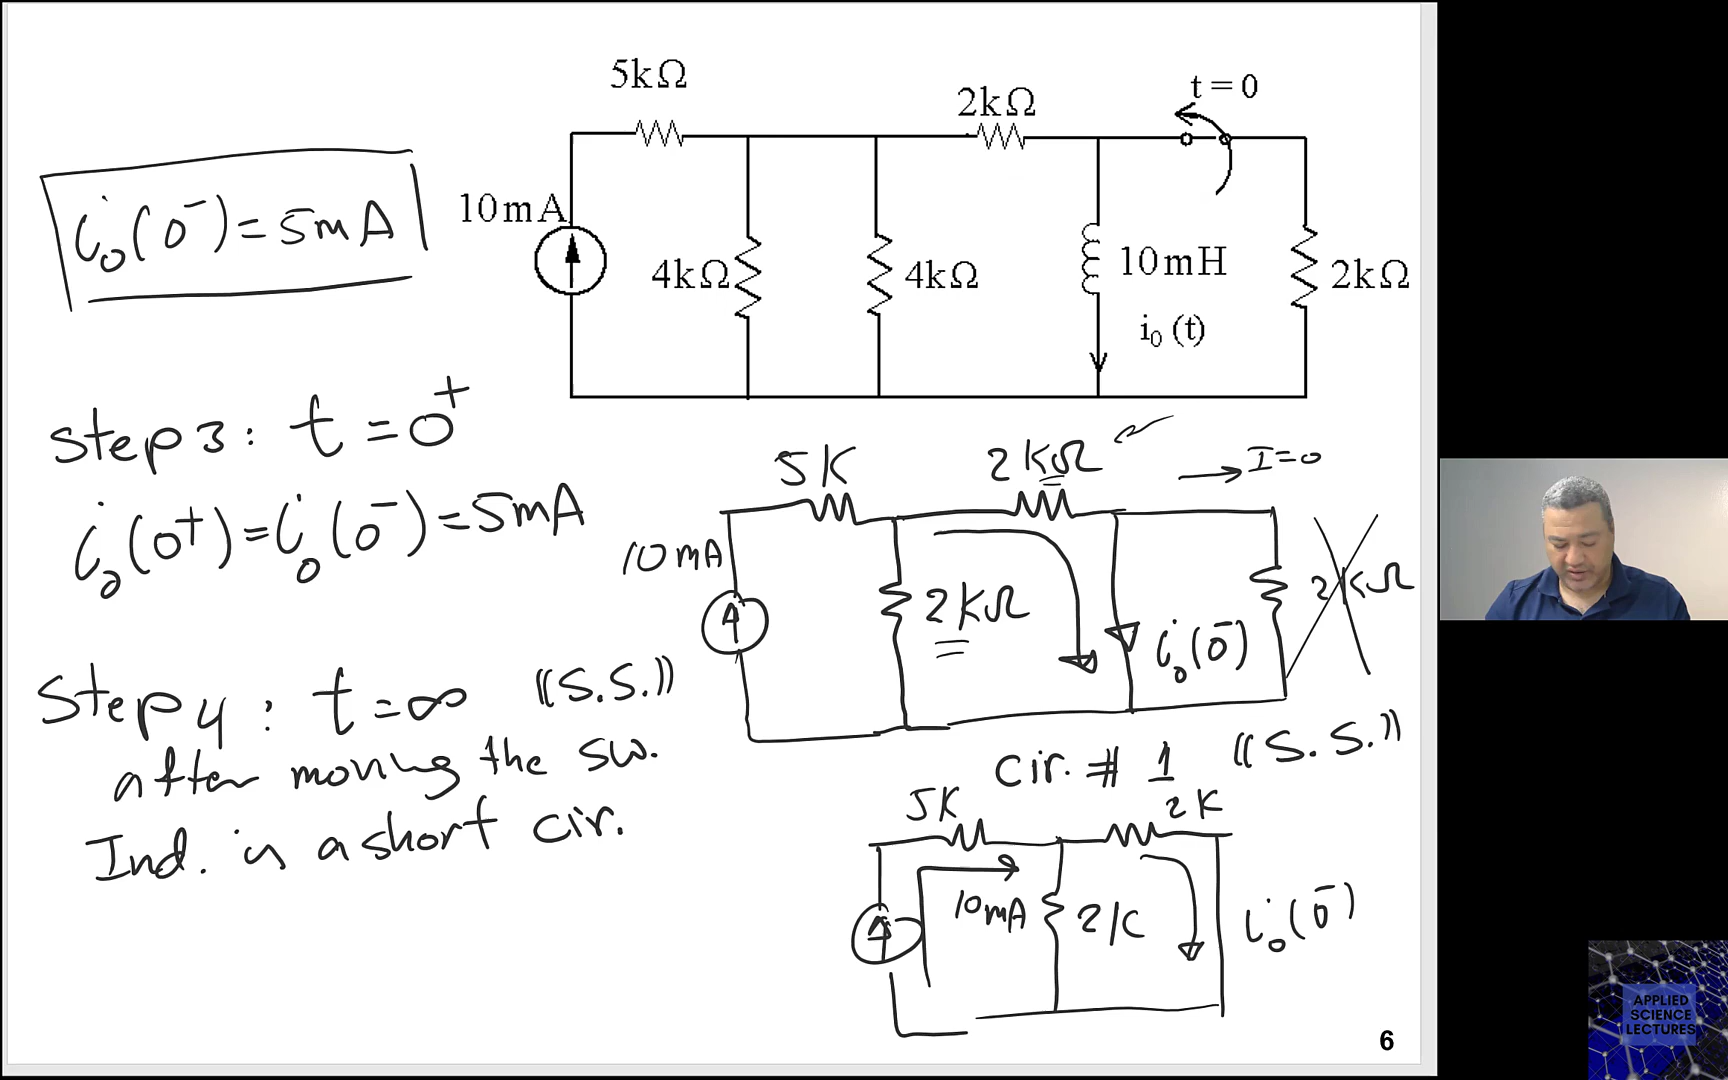 5kΩ
2kΩ
t = 0
10mA
4kΩ
4kΩ
10mH
2kΩ
i₀ (t)
i₀(0⁻) = 5mA
Step 3: t = 0⁺
i₀(0⁺) = i₀(0⁻) = 5mA
Step 4: t = ∞ "S.S."
after moving the sw.
Ind. is a short cir.
5K
2KΩ
I=0
10mA
2KΩ
i₀(0⁻)
2KΩ
cir. # 1 "S.S."
5K
2K
10mA
2K
i₀(0⁻)
6
APPLIED
SCIENCE
LECTURES